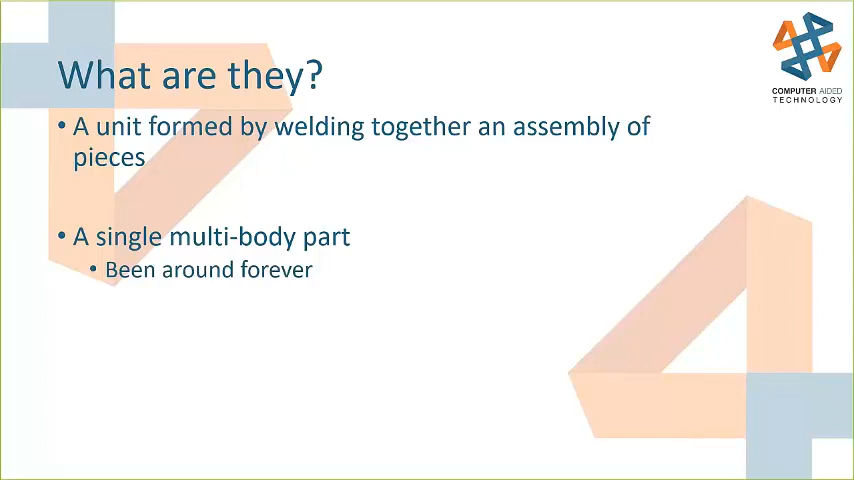 COMPUTER AIDED
TECHNOLOGY
What are they?
• A unit formed by welding together an assembly of
pieces
• A single multi-body part
• Been around forever